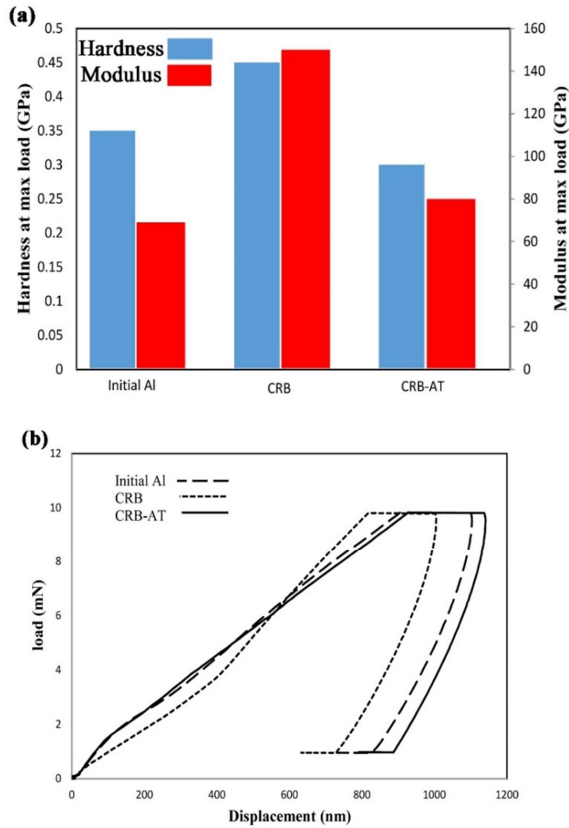 (a)
Hardness
Modulus
Hardness at max load (GPa)
0.5
0.45
0.4
0.35
0.3
0.25
0.2
0.15
0.1
0.05
0
160
140
120
100
80
60
40
20
0
Modulus at max load (GPa)
Initial Al
CRB
CRB-AT
(b)
Initial Al
CRB
CRB-AT
load (mN)
12
10
8
6
4
2
0
0
200
400
600
800
1000
1200
Displacement (nm)